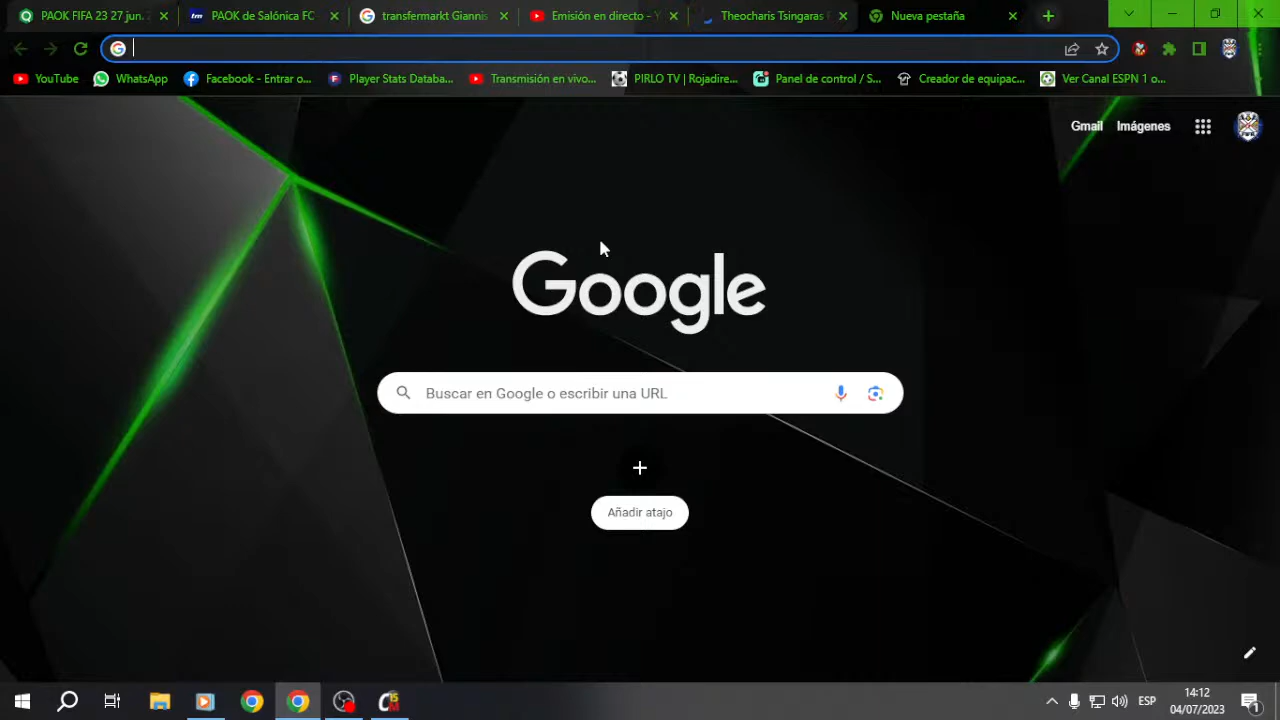 PAOK FIFA 23 27 jun. PAOK de Salónica FC transfermarkt Giannis Emisión en directo - Y Theocharis Tsingaras F Nueva pestaña
YouTube WhatsApp Facebook - Entrar o... Player Stats Databa... Transmisión en vivo... PIRLO TV | Rojadire... Panel de control / S... Creador de equipac... Ver Canal ESPN 1 o...
Gmail Imágenes
Google
Buscar en Google o escribir una URL
Añadir atajo
ESP 14:12
04/07/2023